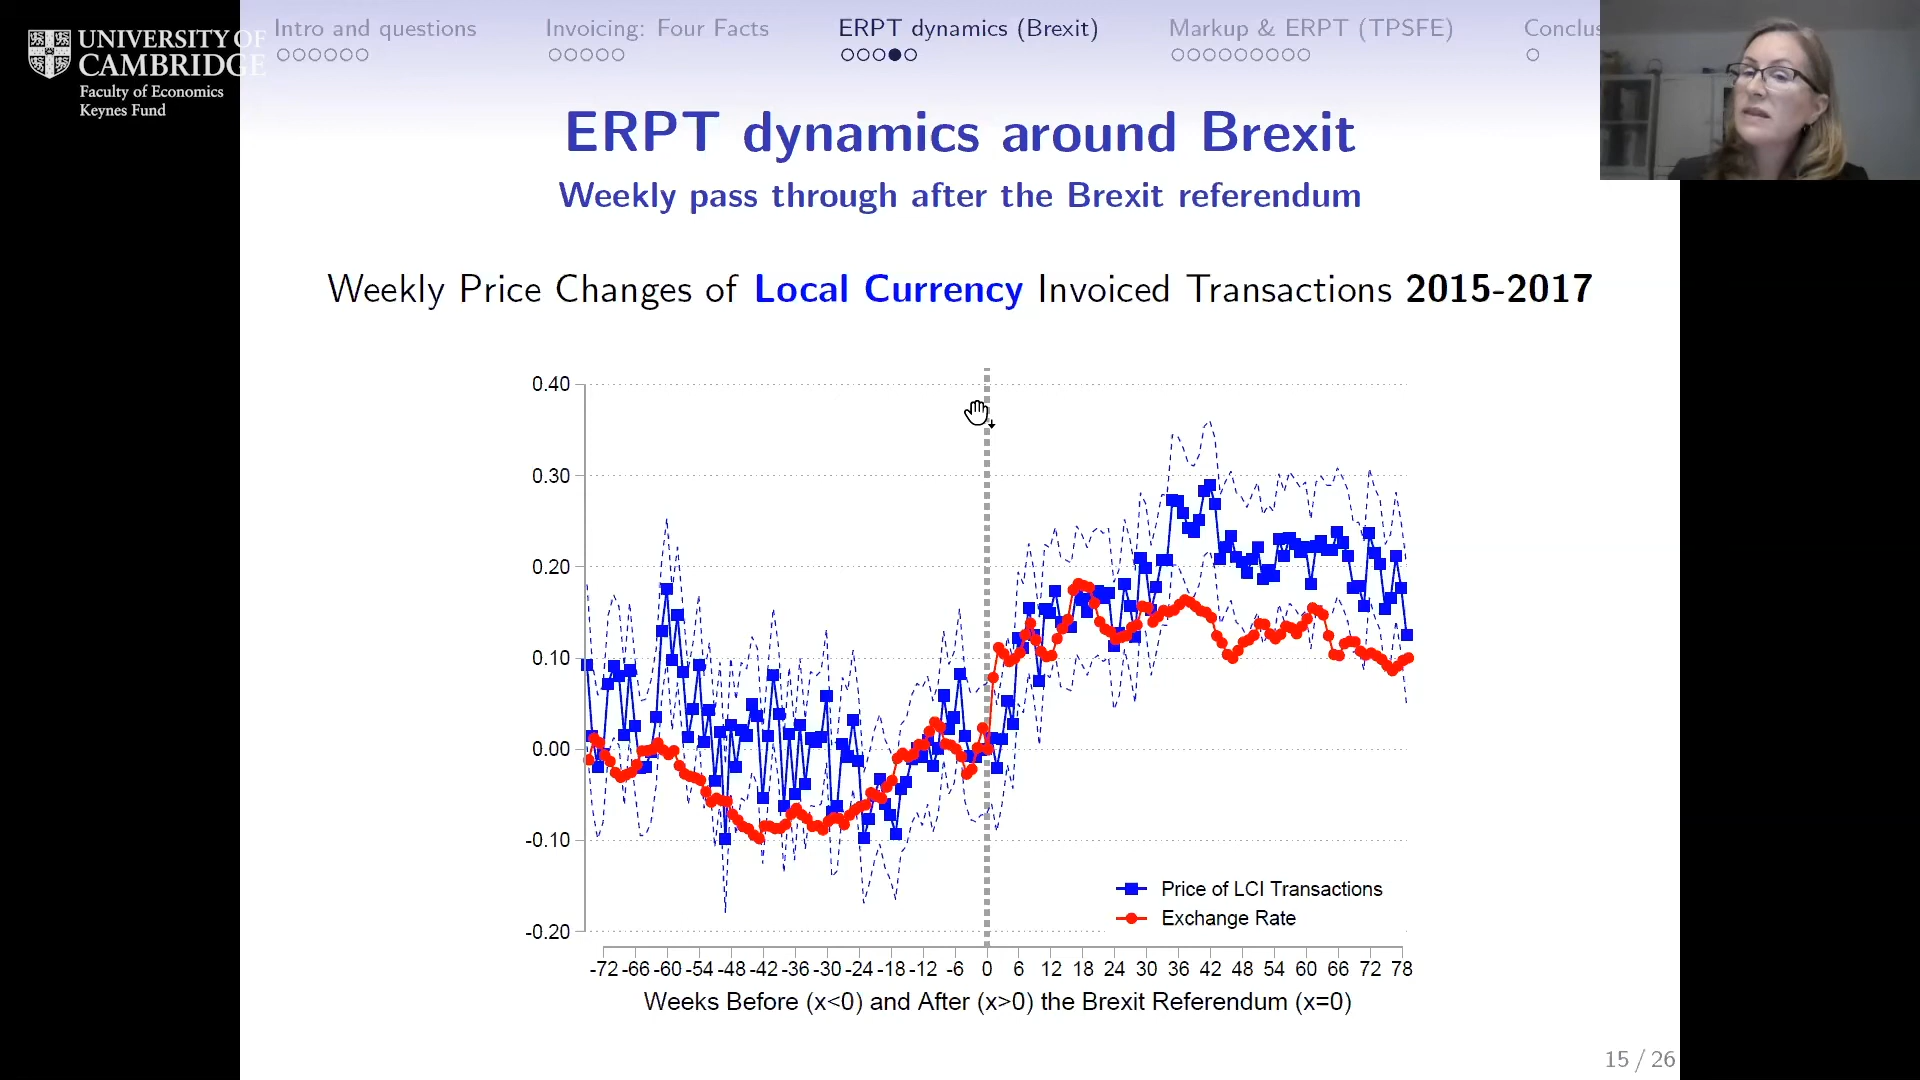 UNIVERSITY OF
CAMBRIDGE
Faculty of Economics
Keynes Fund
Intro and questions
Invoicing: Four Facts
ERPT dynamics (Brexit)
Markup & ERPT (TPSFE)
Conclus
ERPT dynamics around Brexit
Weekly pass through after the Brexit referendum
Weekly Price Changes of Local Currency Invoiced Transactions 2015-2017
0.40
0.30
0.20
0.10
0.00
-0.10
-0.20
Price of LCI Transactions
Exchange Rate
-72 -66 -60 -54 -48 -42 -36 -30 -24 -18 -12 -6 0 6 12 18 24 30 36 42 48 54 60 66 72 78
Weeks Before (x<0) and After (x>0) the Brexit Referendum (x=0)
15 / 26